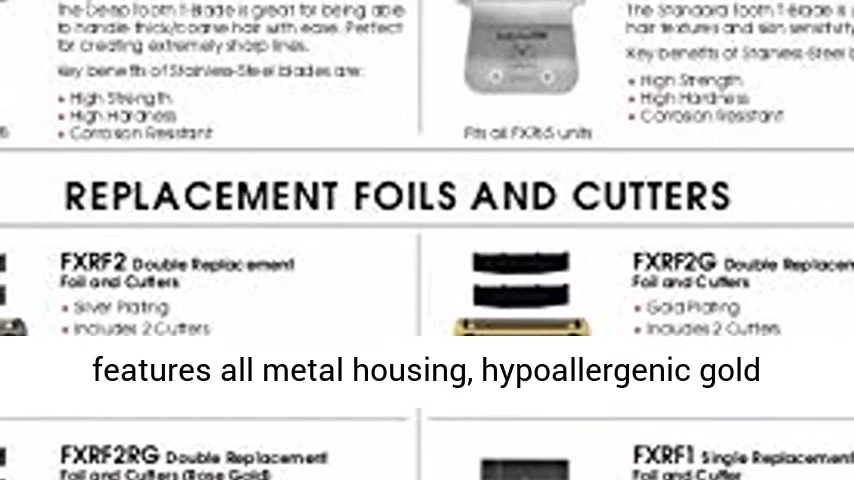 the Deep Tooth T-Blade is great for being able
to handle thick/coarse hair with ease. Perfect
for creating extremely sharp lines.
Key benefits of Stainless-Steel blades are:
• High Strength
• High Hardness
• Corrosion Resistant
Fits all FX765 units
The Standard Tooth T-Blade is
hair textures and skin sensitivity
Key benefits of Stainless-Steel
• High Strength
• High Hardness
• Corrosion Resistant
REPLACEMENT FOILS AND CUTTERS
FXRF2 Double Replacement
Foil and Cutters
• Silver Plating
• Includes 2 Cutters
FXRF2G Double
Foil and Cutters
• Gold Plating
• Includes 2 Cutters
features all metal housing, hypoallergenic gold
FXRF2RG Double Replacement
Foil and Cutters (Rose Gold)
FXRF1 Single Replacement
Foil and Cutter